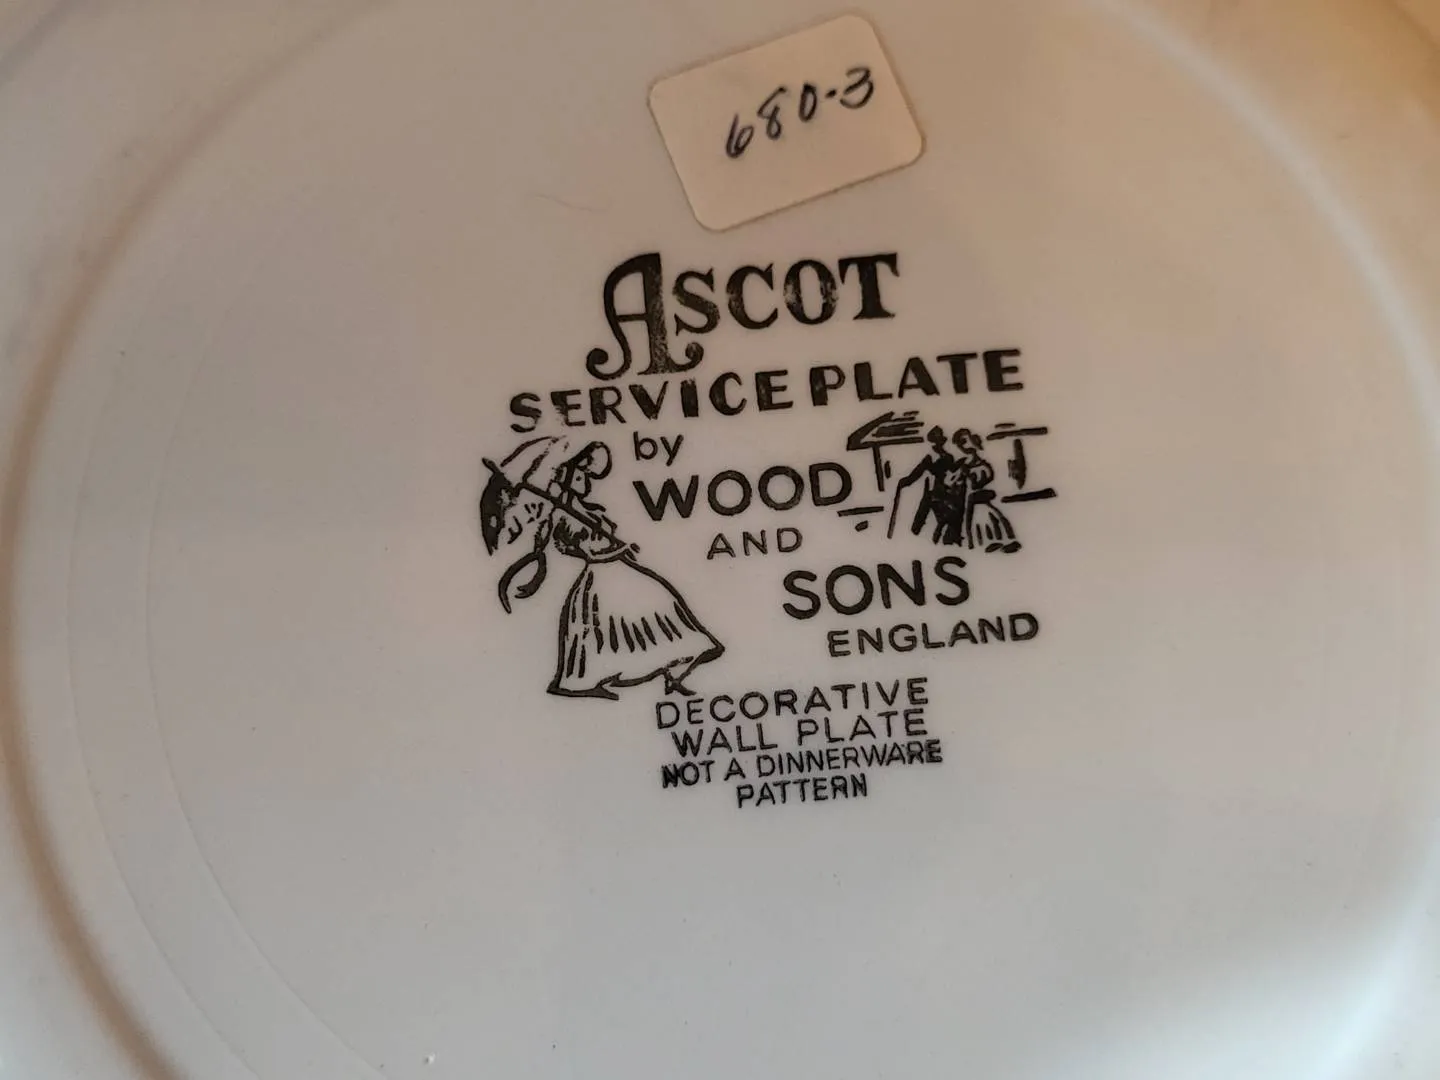 680-3
ASCOT
SERVICE PLATE
by
WOOD
AND
SONS
ENGLAND
DECORATIVE
WALL PLATE
NOT A DINNERWARE
PATTERN